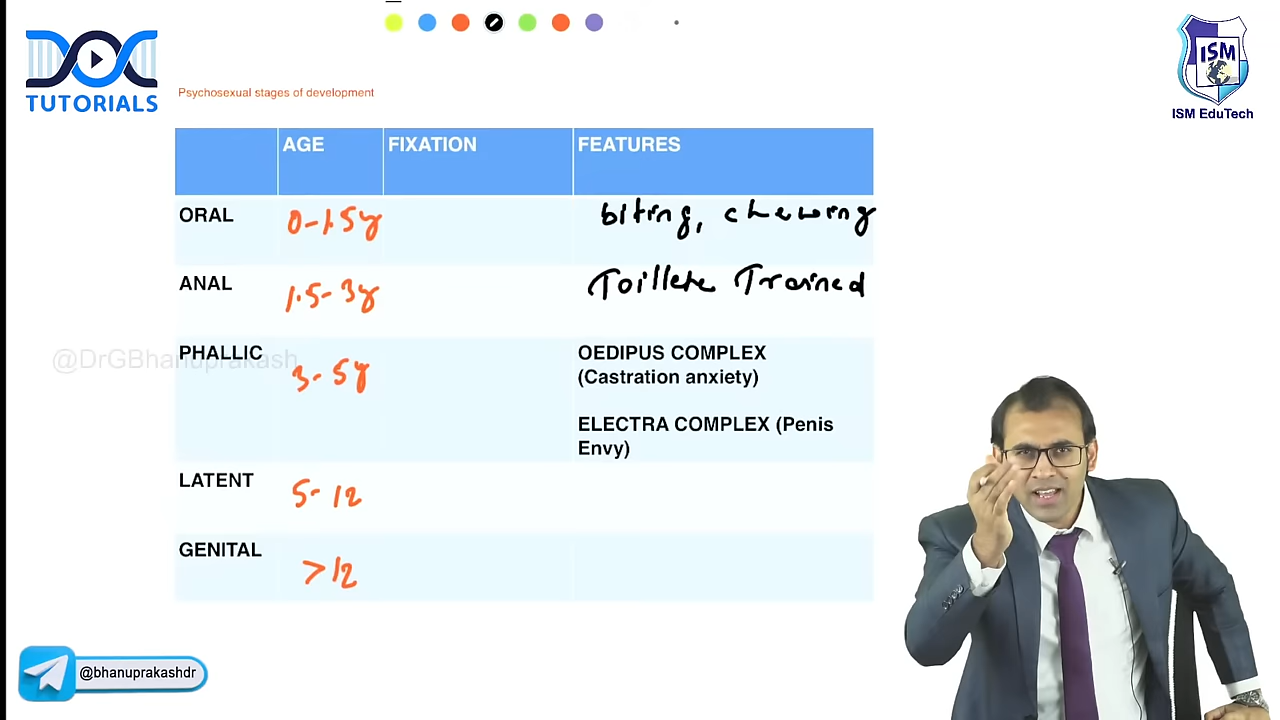 DOC
TUTORIALS
ISM
ISM EduTech
Psychosexual stages of development
AGE FIXATION FEATURES
ORAL 0-1.5y biting, chewing
ANAL 1.5-3y Toillete Trained
@DrGBhanuprakash
PHALLIC 3-5y OEDIPUS COMPLEX
(Castration anxiety)
ELECTRA COMPLEX (Penis
Envy)
LATENT 5-12
GENITAL >12
@bhanuprakashdr